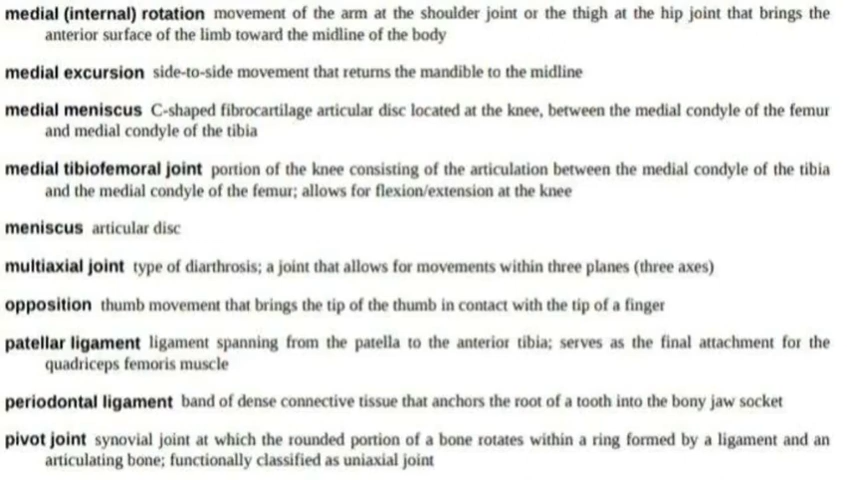 medial (internal) rotation movement of the arm at the shoulder joint or the thigh at the hip joint that brings the
anterior surface of the limb toward the midline of the body
medial excursion side-to-side movement that returns the mandible to the midline
medial meniscus C-shaped fibrocartilage articular disc located at the knee, between the medial condyle of the femur
and medial condyle of the tibia
medial tibiofemoral joint portion of the knee consisting of the articulation between the medial condyle of the tibia
and the medial condyle of the femur; allows for flexion/extension at the knee
meniscus articular disc
multiaxial joint type of diarthrosis; a joint that allows for movements within three planes (three axes)
opposition thumb movement that brings the tip of the thumb in contact with the tip of a finger
patellar ligament ligament spanning from the patella to the anterior tibia; serves as the final attachment for the
quadriceps femoris muscle
periodontal ligament band of dense connective tissue that anchors the root of a tooth into the bony jaw socket
pivot joint synovial joint at which the rounded portion of a bone rotates within a ring formed by a ligament and an
articulating bone; functionally classified as uniaxial joint